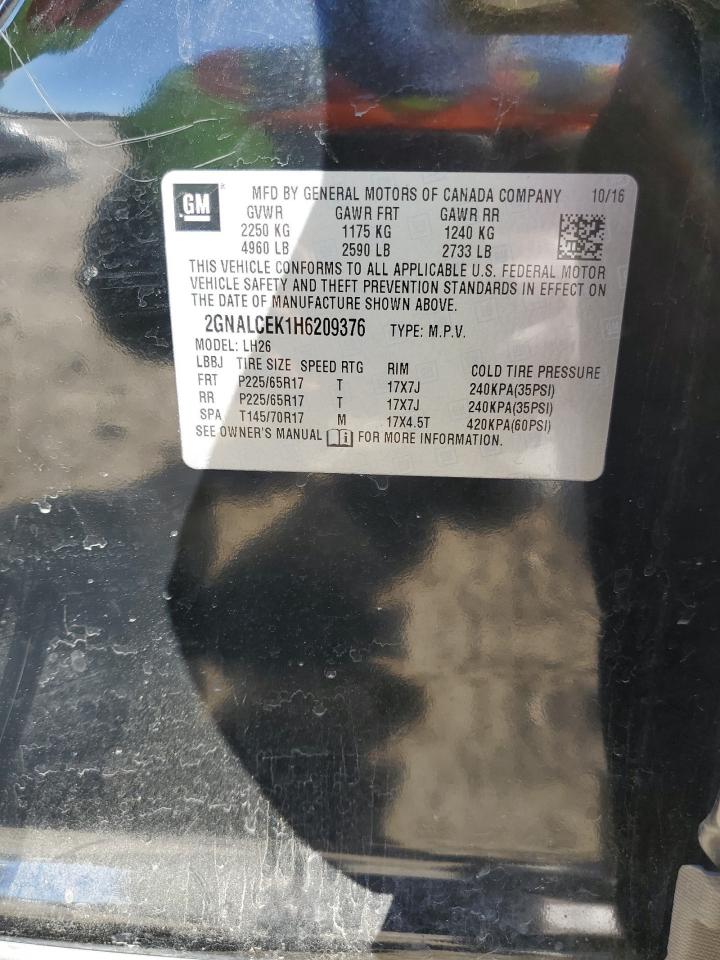 GM MFD BY GENERAL MOTORS OF CANADA COMPANY 10/16
GVWR GAWR FRT GAWR RR
2250 KG 1175 KG 1240 KG
4960 LB 2590 LB 2733 LB
THIS VEHICLE CONFORMS TO ALL APPLICABLE U.S. FEDERAL MOTOR
VEHICLE SAFETY AND THEFT PREVENTION STANDARDS IN EFFECT ON
THE DATE OF MANUFACTURE SHOWN ABOVE.
2GNALCEK1H6209376 TYPE: M.P.V.
MODEL: LH26
LBBJ TIRE SIZE SPEED RTG RIM COLD TIRE PRESSURE
FRT P225/65R17 T 17X7J 240KPA(35PSI)
RR P225/65R17 T 17X7J 240KPA(35PSI)
SPA T145/70R17 M 17X4.5T 420KPA(60PSI)
SEE OWNER'S MANUAL FOR MORE INFORMATION.